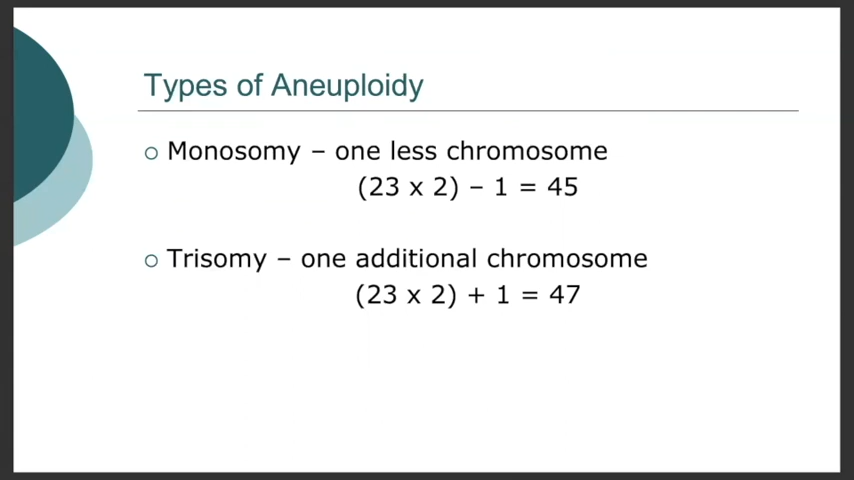 Types of Aneuploidy
Monosomy – one less chromosome
(23 x 2) – 1 = 45
Trisomy – one additional chromosome
(23 x 2) + 1 = 47